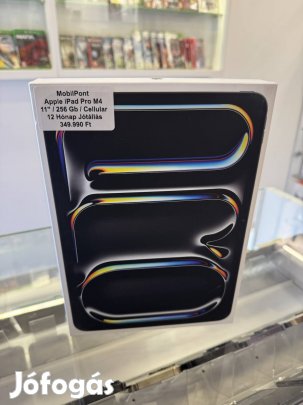 MobilPont
Apple iPad Pro M4
11" / 256 Gb / Cellular
12 Hónap Jótállás
349.990 Ft
Jófogás